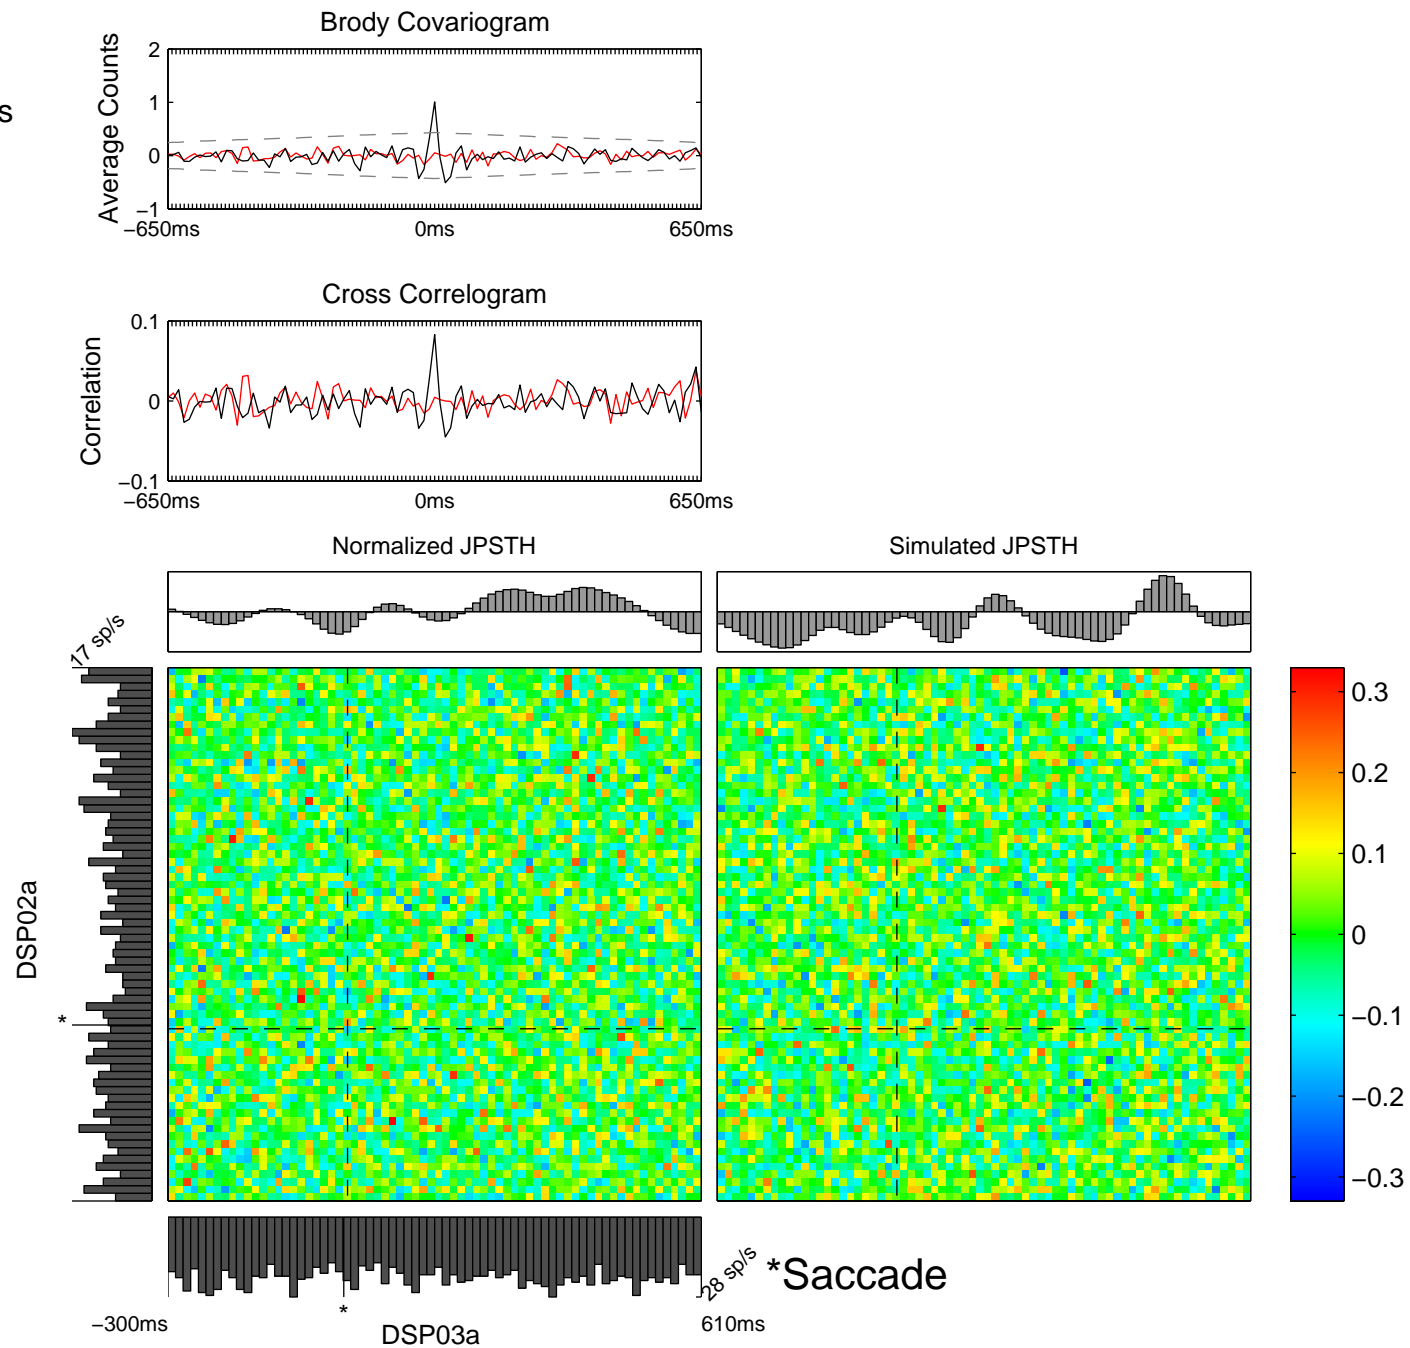 Brody Covariogram
s
Average Counts
2
1
0
−1
−650ms
0ms
650ms
Cross Correlogram
Correlation
0.1
0
−0.1
−650ms
0ms
650ms
Normalized JPSTH
Simulated JPSTH
17 sp/s
DSP02a
*
0.3
0.2
0.1
0
−0.1
−0.2
−0.3
28 sp/s
*Saccade
*
−300ms
DSP03a
610ms